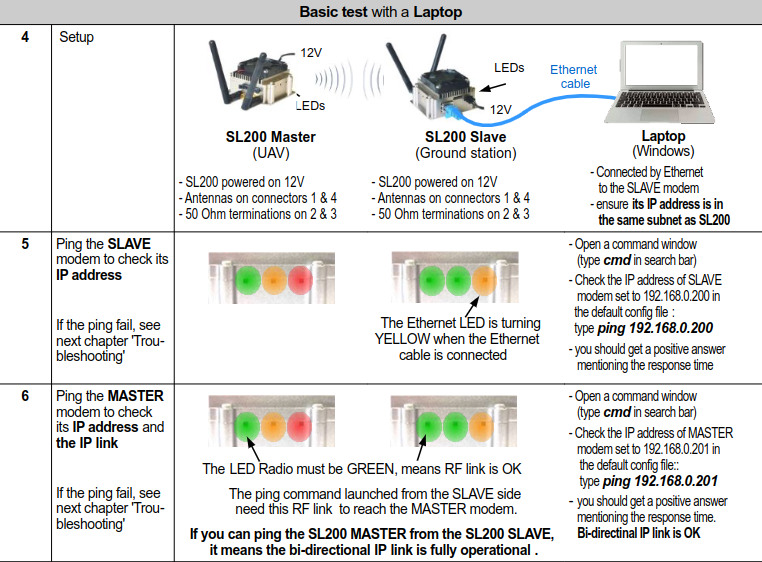 Basic test with a Laptop
4
Setup
12V
LEDs
SL200 Master
(UAV)
- SL200 powered on 12V
- Antennas on connectors 1 & 4
- 50 Ohm terminations on 2 & 3
LEDs
12V
SL200 Slave
(Ground station)
- SL200 powered on 12V
- Antennas on connectors 1 & 4
- 50 Ohm terminations on 2 & 3
Ethernet
cable
Laptop
(Windows)
- Connected by Ethernet
to the SLAVE modem
- ensure its IP address is in
the same subnet as SL200
5
Ping the SLAVE
modem to check its
IP address
If the ping fail, see
next chapter 'Trou-
bleshooting'
The Ethernet LED is turning
YELLOW when the Ethernet
cable is connected
- Open a command window
(type cmd in search bar)
- Check the IP address of SLAVE
modem set to 192.168.0.200 in
the default config file :
type ping 192.168.0.200
- you should get a positive answer
mentioning the response time
6
Ping the MASTER
modem to check
its IP address and
the IP link
If the ping fail, see
next chapter 'Trou-
bleshooting'
The LED Radio must be GREEN, means RF link is OK
The ping command launched from the SLAVE side
need this RF link to reach the MASTER modem.
If you can ping the SL200 MASTER from the SL200 SLAVE,
it means the bi-directional IP link is fully operational .
- Open a command window
(type cmd in search bar)
- Check the IP address of MASTER
modem set to 192.168.0.201 in
the default config file::
type ping 192.168.0.201
- you should get a positive answer
mentioning the response time.
Bi-directinal IP link is OK